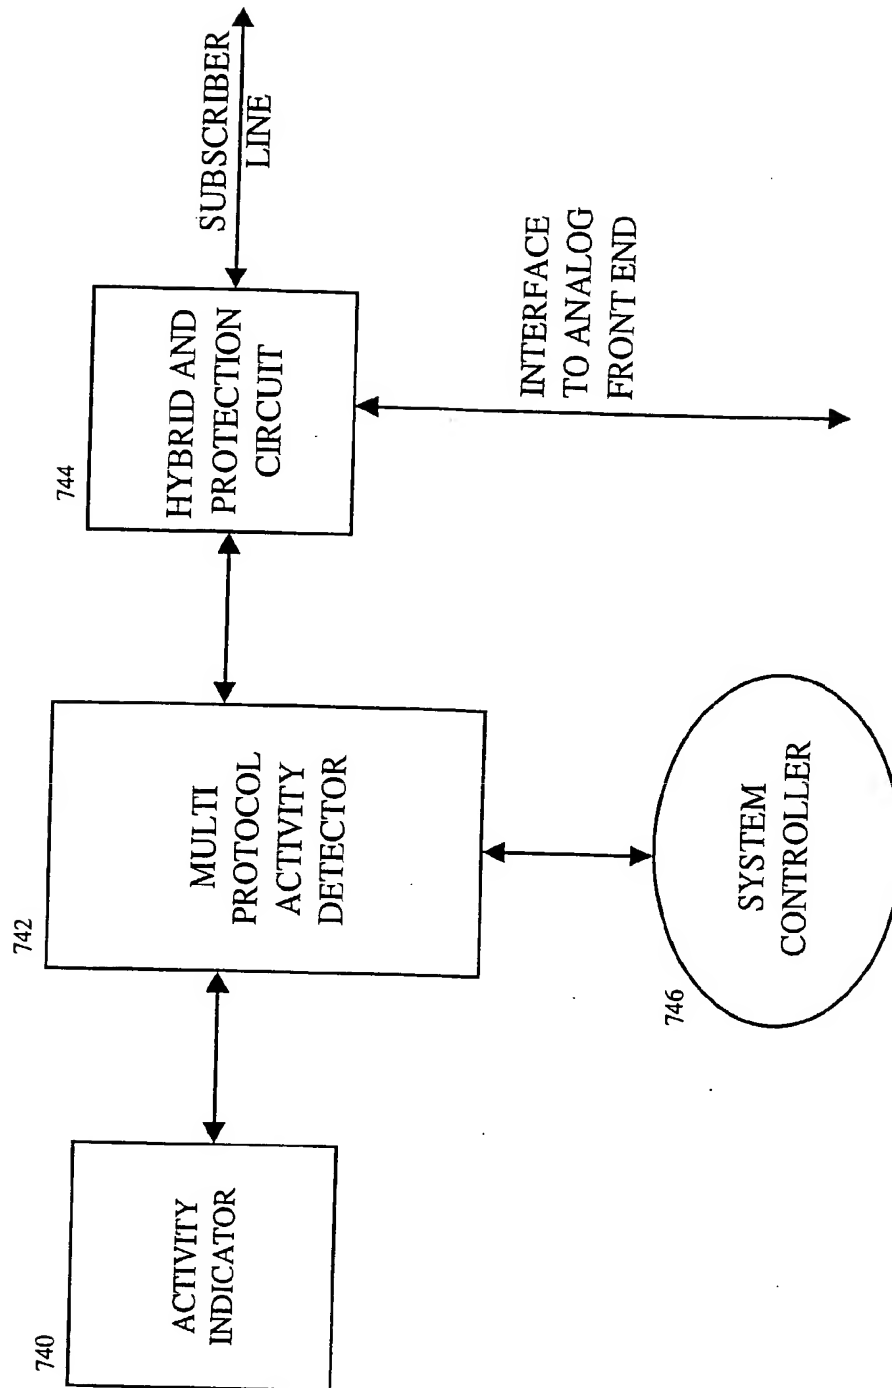 740
ACTIVITY
INDICATOR
742
MULTI
PROTOCOL
ACTIVITY
DETECTOR
744
HYBRID AND
PROTECTION
CIRCUIT
SUBSCRIBER
LINE
746
SYSTEM
CONTROLLER
INTERFACE
TO ANALOG
FRONT END